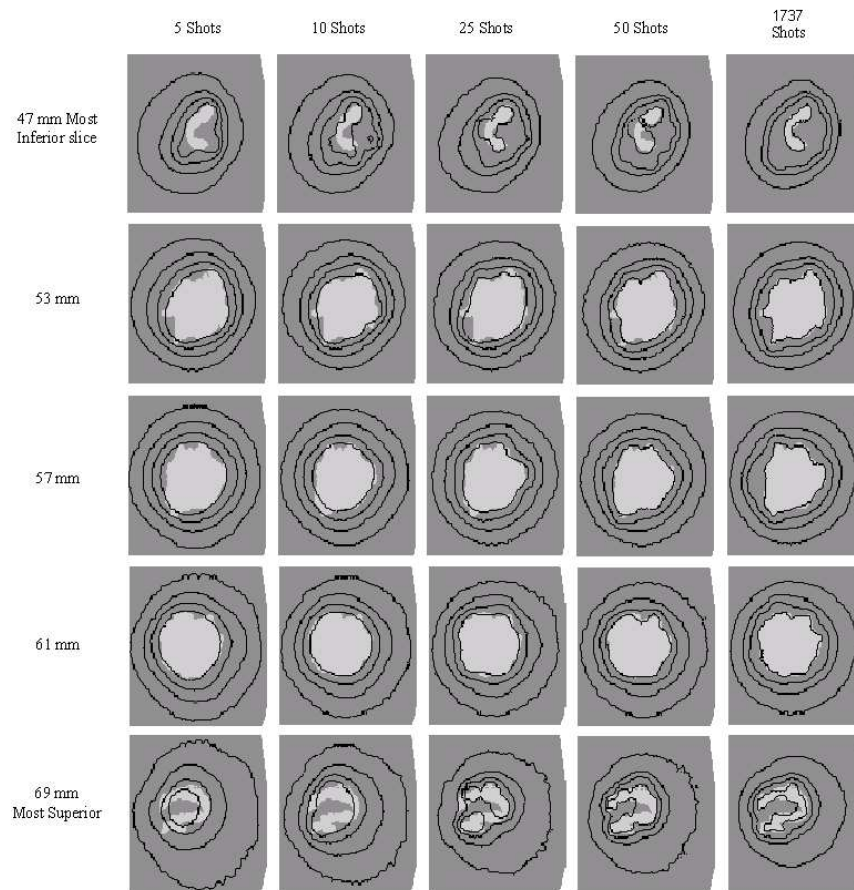 5 Shots
10 Shots
25 Shots
50 Shots
1737
Shots
47 mm Most
Inferior slice
53 mm
57 mm
61 mm
69 mm
Most Superior